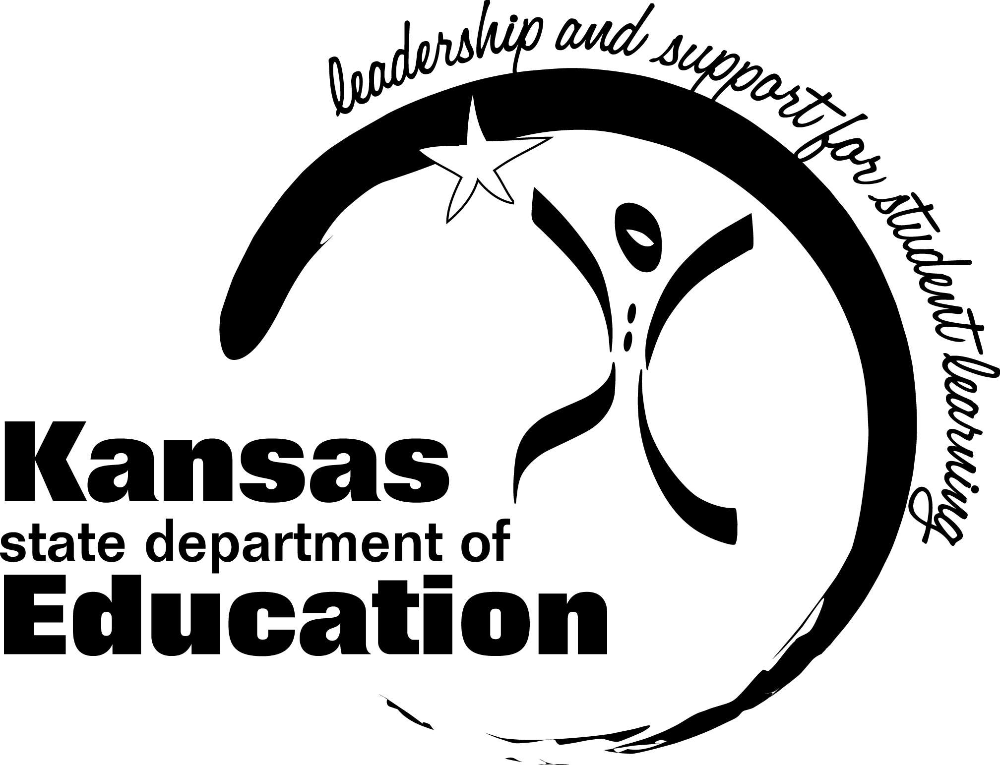 leadership and support for student learning
Kansas
state department of
Education